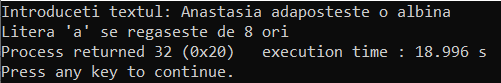 Introduceti textul: Anastasia adaposteste o albina
Litera 'a' se regaseste de 8 ori
Process returned 32 (0x20)   execution time : 18.996 s
Press any key to continue.